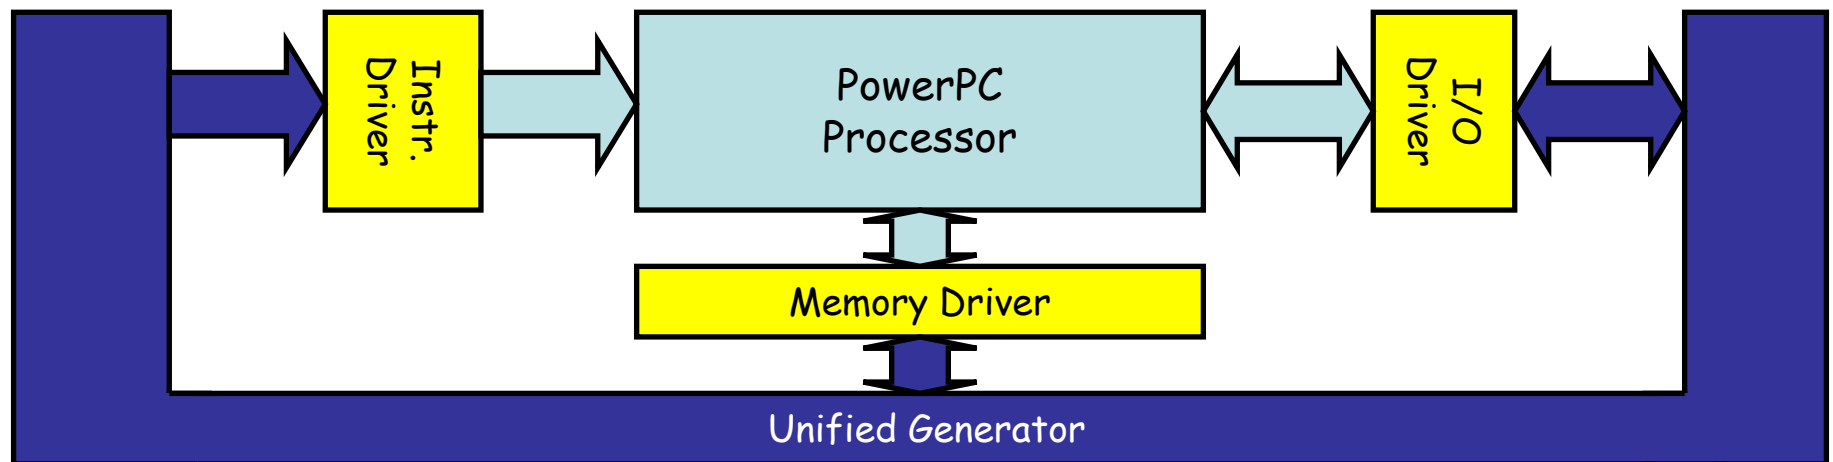 Instr.
Driver
PowerPC
Processor
I/O
Driver
Memory Driver
Unified Generator